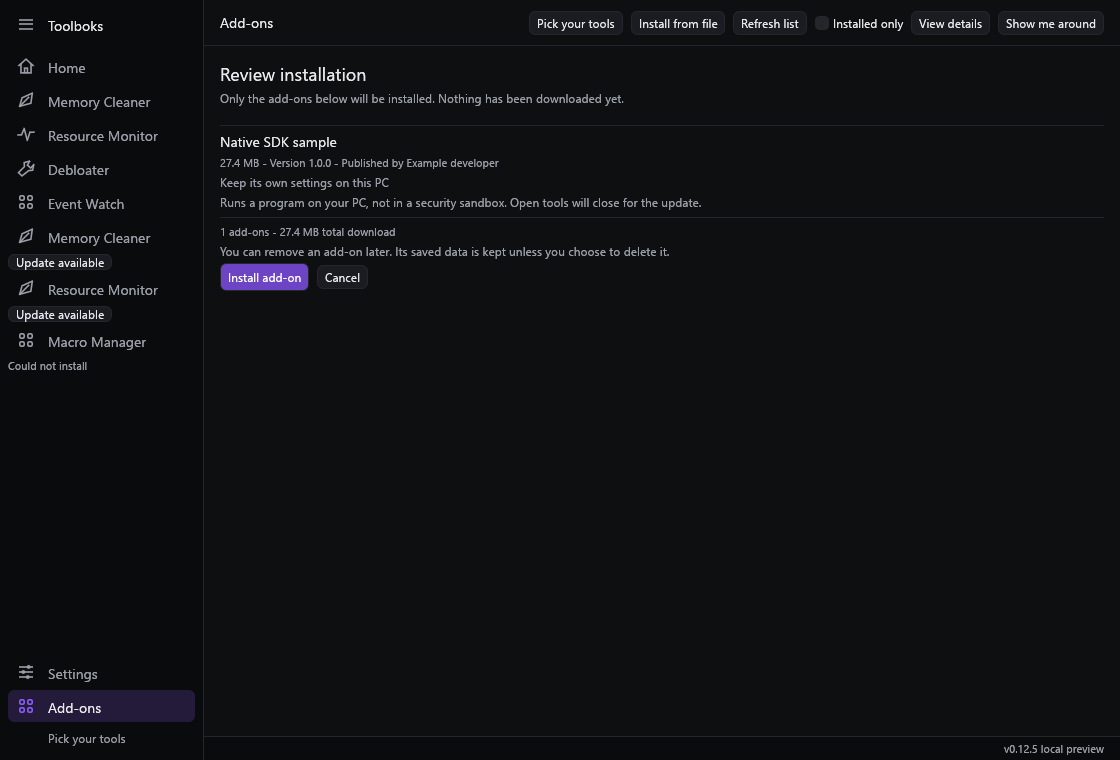 Toolboks
Home
Memory Cleaner
Resource Monitor
Debloater
Event Watch
Memory Cleaner
Update available
Resource Monitor
Update available
Macro Manager
Could not install
Settings
Add-ons
Pick your tools
Add-ons
Pick your tools
Install from file
Refresh list
Installed only
View details
Show me around
Review installation
Only the add-ons below will be installed. Nothing has been downloaded yet.
Native SDK sample
27.4 MB - Version 1.0.0 - Published by Example developer
Keep its own settings on this PC
Runs a program on your PC, not in a security sandbox. Open tools will close for the update.
1 add-ons - 27.4 MB total download
You can remove an add-on later. Its saved data is kept unless you choose to delete it.
Install add-on
Cancel
v0.12.5 local preview